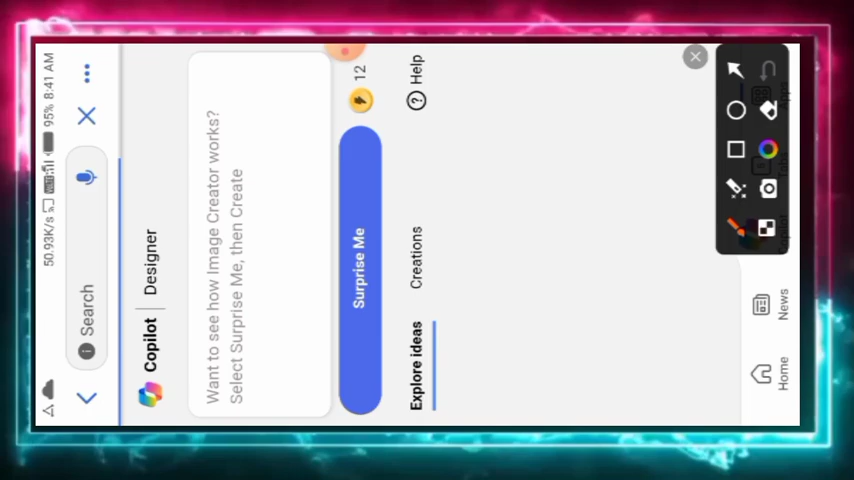 50.93K/s 95% 8:41 AM
Search
Copilot | Designer
Want to see how Image Creator works?
Select Surprise Me, then Create
Surprise Me
12
Explore ideas
Creations
Help
Home
News